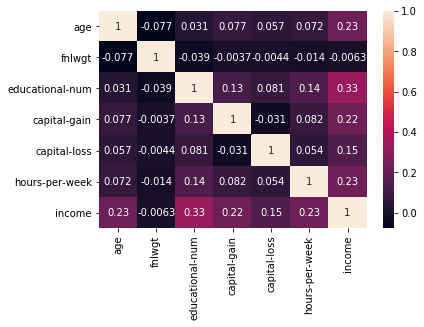 age 1 -0.077 0.031 0.077 0.057 0.072 0.23
fnlwgt -0.077 1 -0.039 -0.0037 -0.0044 -0.014 -0.0063
educational-num 0.031 -0.039 1 0.13 0.081 0.14 0.33
capital-gain 0.077 -0.0037 0.13 1 -0.031 0.082 0.22
capital-loss 0.057 -0.0044 0.081 -0.031 1 0.054 0.15
hours-per-week 0.072 -0.014 0.14 0.082 0.054 1 0.23
income 0.23 -0.0063 0.33 0.22 0.15 0.23 1
age
fnlwgt
educational-num
capital-gain
capital-loss
hours-per-week
income
1.0
0.8
0.6
0.4
0.2
0.0